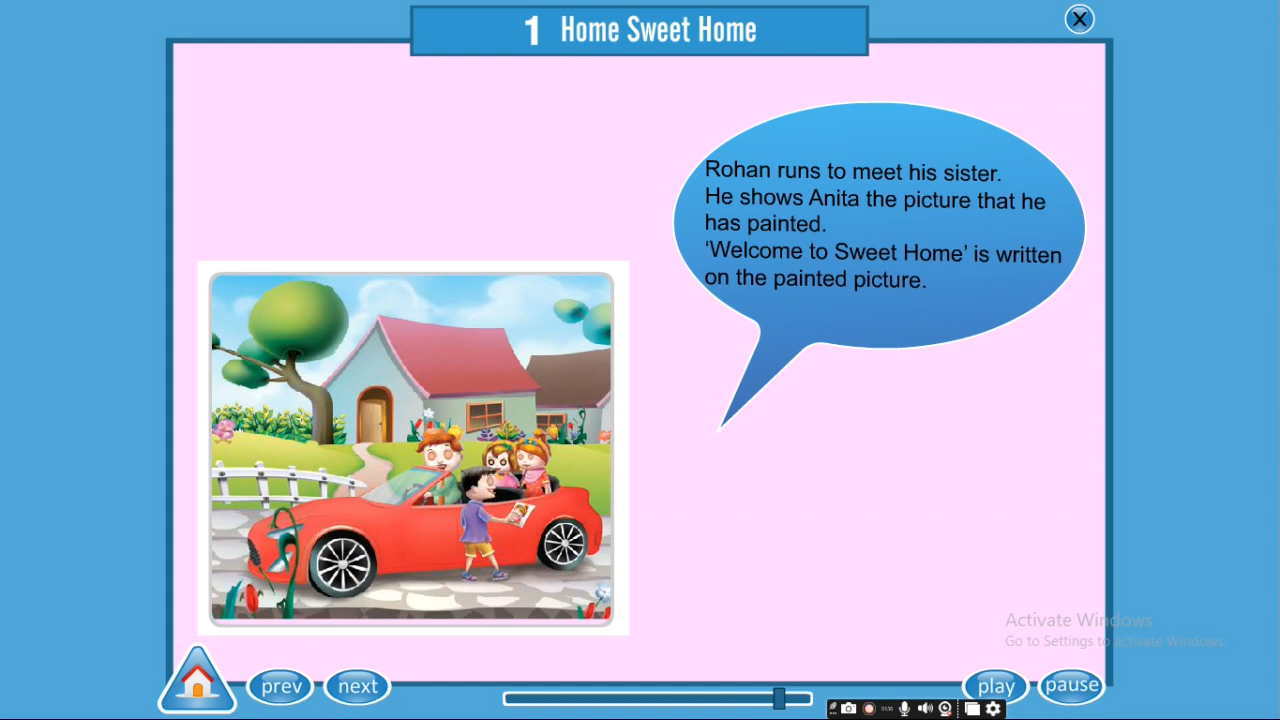 1 Home Sweet Home
X
Rohan runs to meet his sister.
He shows Anita the picture that he
has painted.
‘Welcome to Sweet Home’ is written
on the painted picture.
Activate Windows
Go to Settings to activate Windows.
prev
next
play
pause